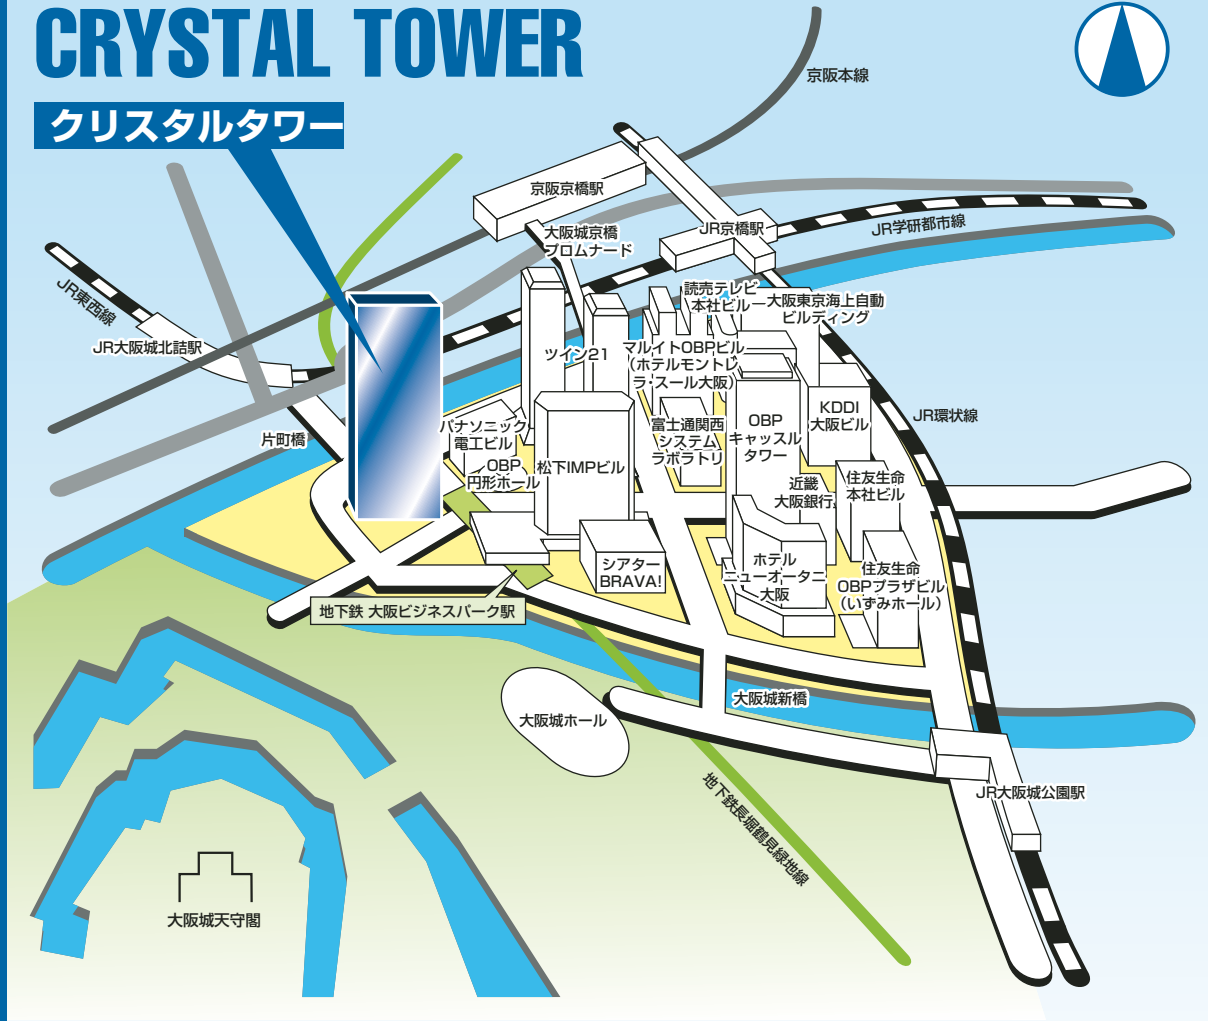 CRYSTAL TOWER
クリスタルタワー
京阪本線
京阪京橋駅
大阪城京橋
プロムナード
JR京橋駅
JR学研都市線
JR東西線
JR大阪城北詰駅
読売テレビ
本社ビル
大阪東京海上自動
ビルディング
ツイン21
マルイトOBPビル
(ホテルモントレ
ラ・スール大阪)
片町橋
パナソニック
電工ビル
OBP
円形ホール
松下IMPビル
富士通関西
システム
ラボラトリ
OBP
キャッスル
タワー
KDDI
大阪ビル
JR環状線
近畿
大阪銀行
住友生命
本社ビル
シアター
BRAVA!
ホテル
ニューオータニ
大阪
住友生命
OBPプラザビル
(いずみホール)
地下鉄 大阪ビジネスパーク駅
大阪城新橋
大阪城ホール
JR大阪城公園駅
地下鉄長堀鶴見緑地線
大阪城天守閣